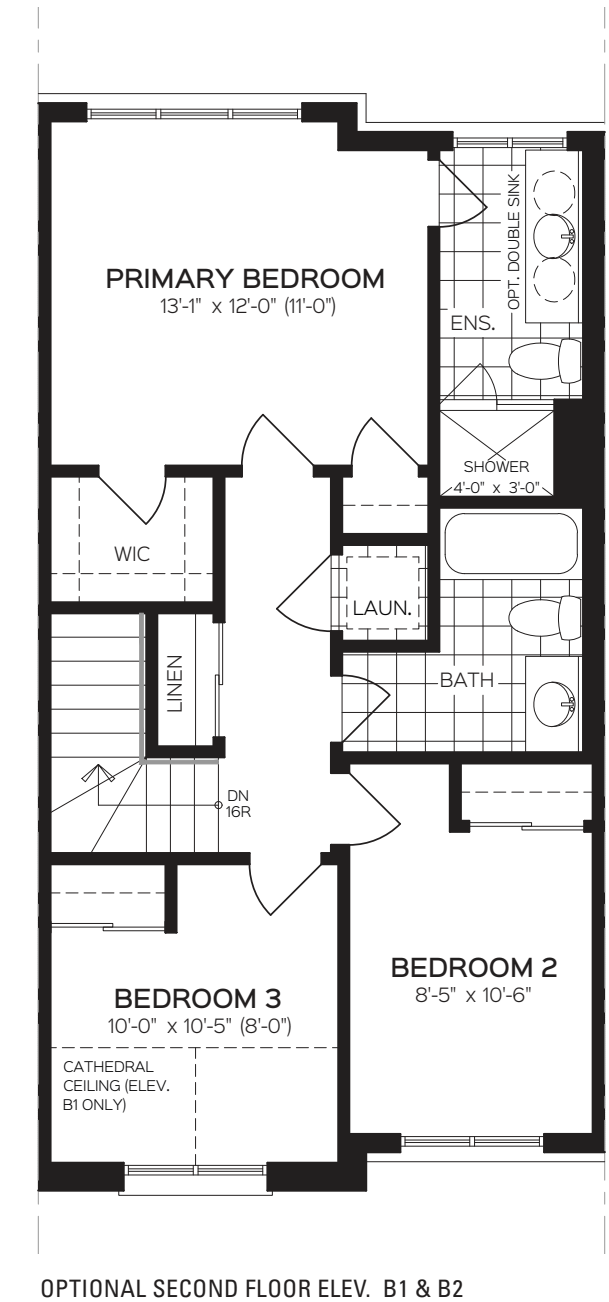 OPT. DOUBLE SINK
PRIMARY BEDROOM
13'-1" x 12'-0" (11'-0")
ENS.
SHOWER
4'-0" x 3'-0"
WIC
LAUN.
LINEN
BATH
DN
16R
BEDROOM 2
8'-5" x 10'-6"
BEDROOM 3
10'-0" x 10'-5" (8'-0")
CATHEDRAL
CEILING (ELEV.
B1 ONLY)
OPTIONAL SECOND FLOOR ELEV. B1 & B2